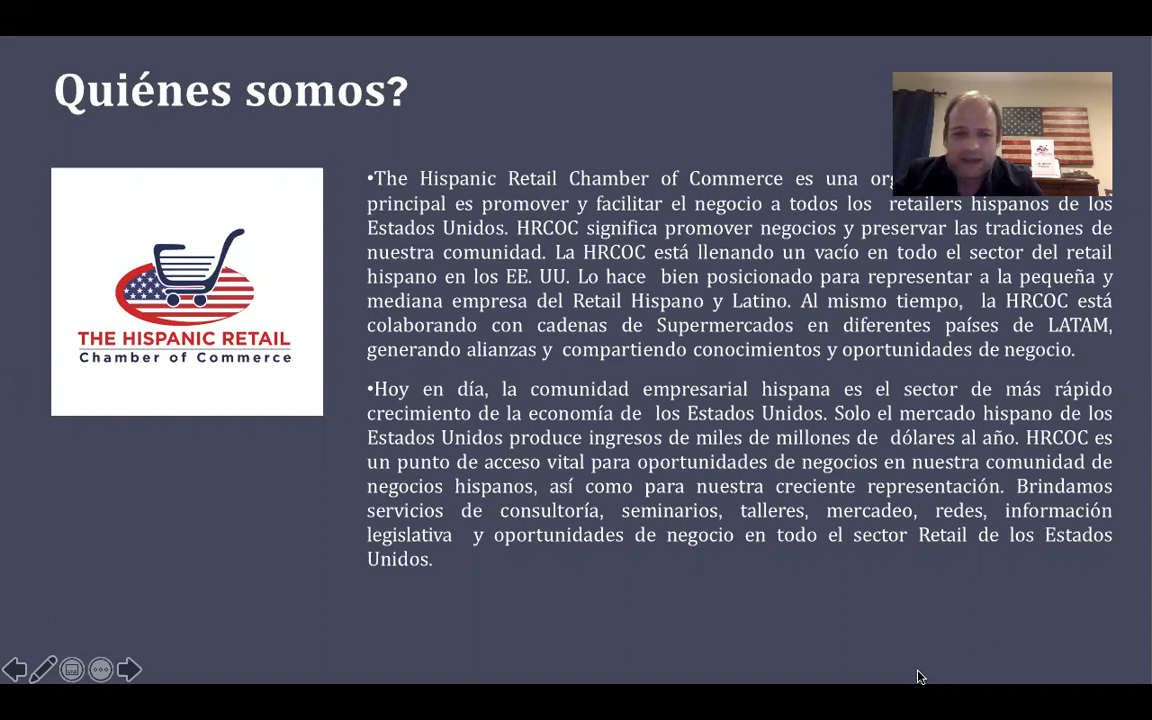 Quiénes somos?
THE HISPANIC RETAIL
Chamber of Commerce
•The Hispanic Retail Chamber of Commerce es una
principal es promover y facilitar el negocio a todos los retailers hispanos de los
Estados Unidos. HRCOC significa promover negocios y preservar las tradiciones de
nuestra comunidad. La HRCOC está llenando un vacío en todo el sector del retail
hispano en los EE. UU. Lo hace bien posicionado para representar a la pequeña y
mediana empresa del Retail Hispano y Latino. Al mismo tiempo, la HRCOC está
colaborando con cadenas de Supermercados en diferentes países de LATAM,
generando alianzas y compartiendo conocimientos y oportunidades de negocio.
•Hoy en día, la comunidad empresarial hispana es el sector de más rápido
crecimiento de la economía de los Estados Unidos. Solo el mercado hispano de los
Estados Unidos produce ingresos de miles de millones de dólares al año. HRCOC es
un punto de acceso vital para oportunidades de negocios en nuestra comunidad de
negocios hispanos, así como para nuestra creciente representación. Brindamos
servicios de consultoría, seminarios, talleres, mercadeo, redes, información
legislativa y oportunidades de negocio en todo el sector Retail de los Estados
Unidos.